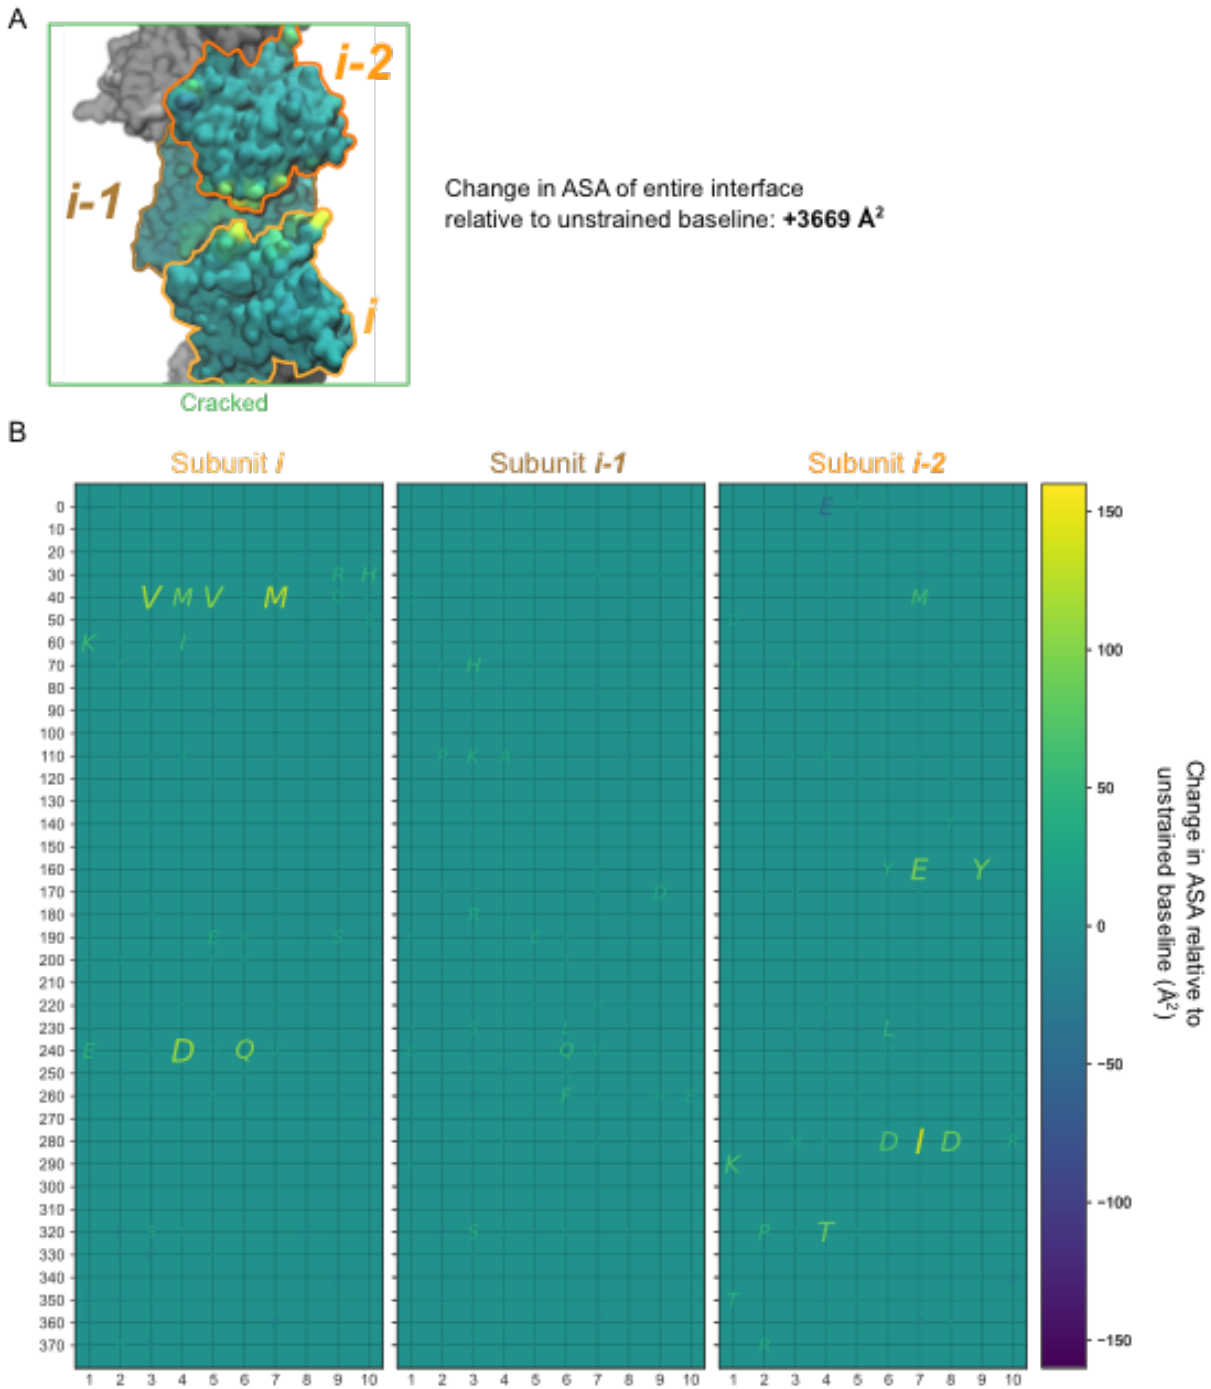 A
i-2
i-1
i
Cracked
Change in ASA of entire interface
relative to unstrained baseline: +3669 Å²
B
Subunit i
Subunit i-1
Subunit i-2
0
10
20
30
40
50
60
70
80
90
100
110
120
130
140
150
160
170
180
190
200
210
220
230
240
250
260
270
280
290
300
310
320
330
340
350
360
370
R H
V M V M
K I
E S
E D Q
S
H
P K A
D
R
E
Q
F E
S
E
M
Y E Y
L
D I D R
K
P T
T
R
1 2 3 4 5 6 7 8 9 10
1 2 3 4 5 6 7 8 9 10
1 2 3 4 5 6 7 8 9 10
150
100
50
0
−50
−100
−150
Change in ASA relative to
unstrained baseline (Å²)